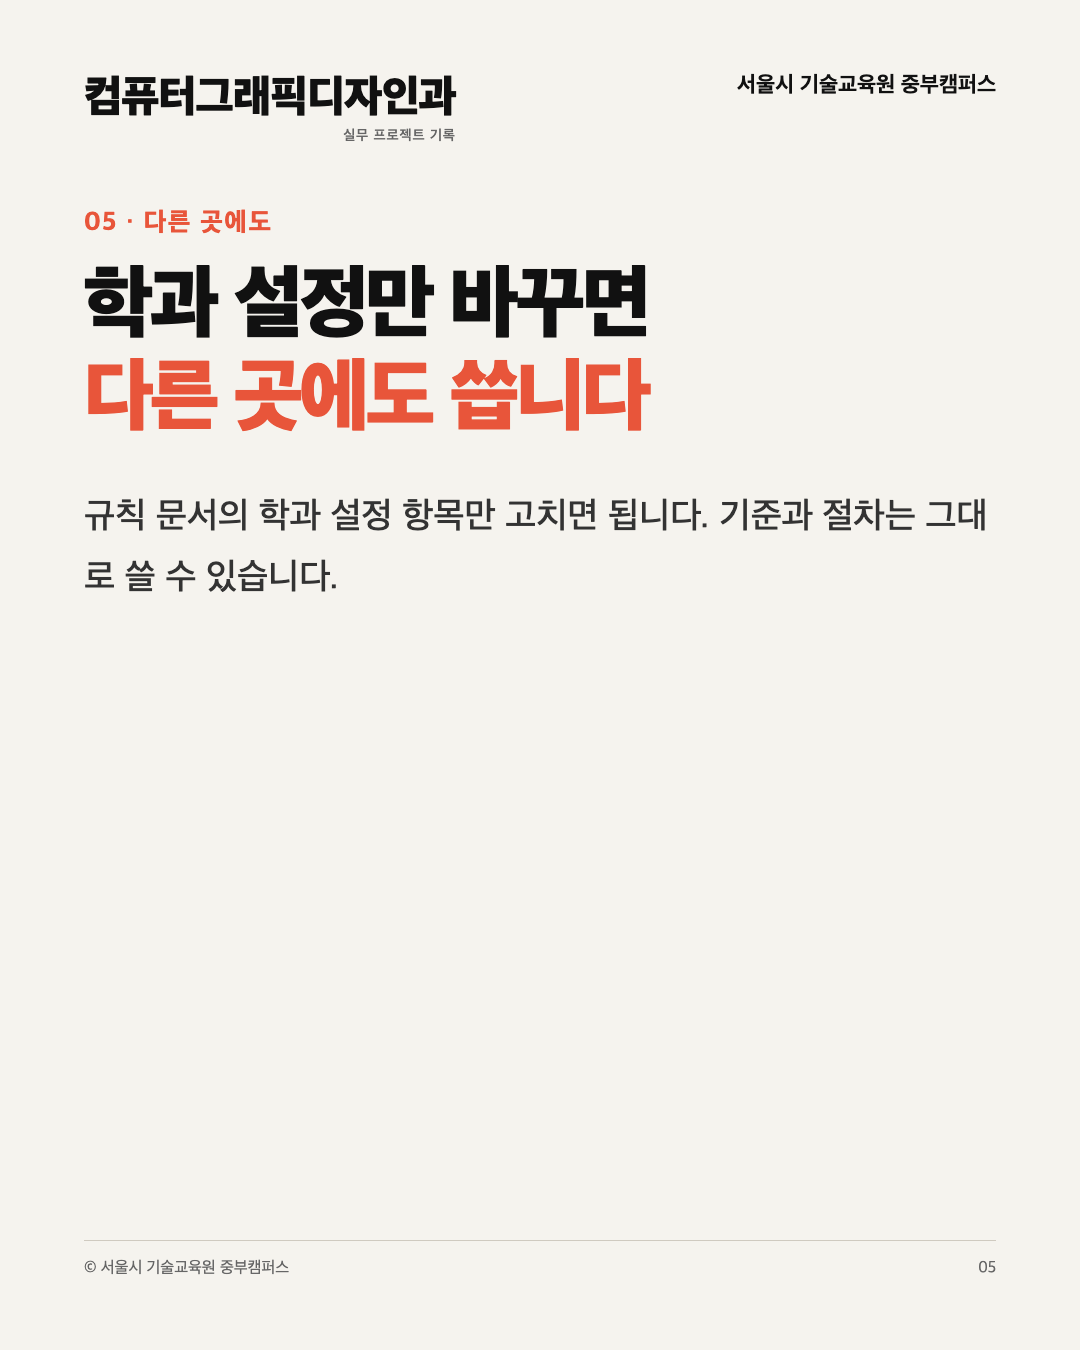 컴퓨터그래픽디자인과
서울시 기술교육원 중부캠퍼스
실무 프로젝트 기록
05 · 다른 곳에도
학과 설정만 바꾸면
다른 곳에도 씁니다
규칙 문서의 학과 설정 항목만 고치면 됩니다. 기준과 절차는 그대
로 쓸 수 있습니다.
© 서울시 기술교육원 중부캠퍼스
05